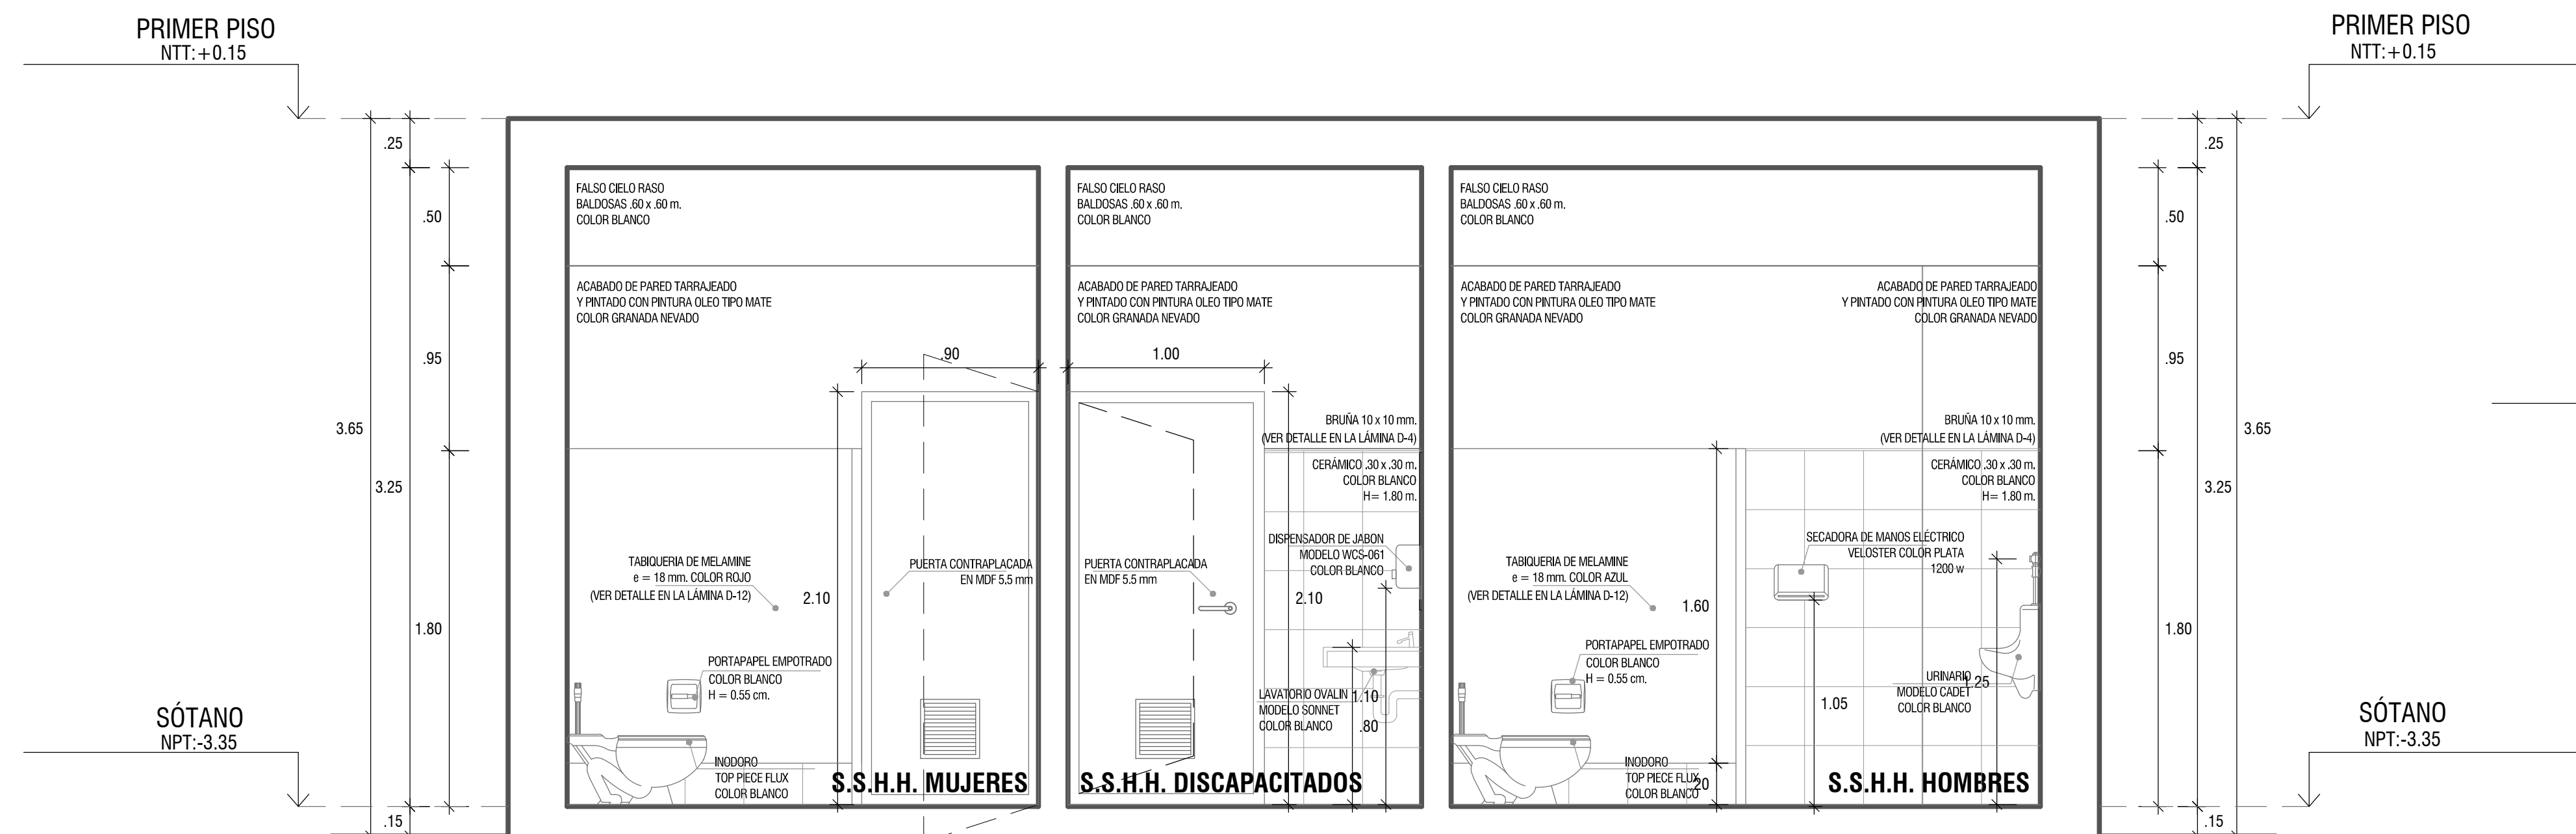 PRIMER PISO
NTT:+0.15
PRIMER PISO
NTT:+0.15
.25
.50
.95
3.65
3.25
1.80
.15
SÓTANO
NPT:-3.35
FALSO CIELO RASO
BALDOSAS .60 x .60 m.
COLOR BLANCO
ACABADO DE PARED TARRAJEADO
Y PINTADO CON PINTURA OLEO TIPO MATE
COLOR GRANADA NEVADO
.90
TABIQUERIA DE MELAMINE
e = 18 mm. COLOR ROJO
(VER DETALLE EN LA LÁMINA D-12)
2.10
PUERTA CONTRAPLACADA
EN MDF 5.5 mm
PORTAPAPEL EMPOTRADO
COLOR BLANCO
H = 0.55 cm.
INODORO
TOP PIECE FLUX
COLOR BLANCO
S.S.H.H. MUJERES
FALSO CIELO RASO
BALDOSAS .60 x .60 m.
COLOR BLANCO
ACABADO DE PARED TARRAJEADO
Y PINTADO CON PINTURA OLEO TIPO MATE
COLOR GRANADA NEVADO
1.00
BRUÑA 10 x 10 mm.
(VER DETALLE EN LA LÁMINA D-4)
CERÁMICO .30 x .30 m.
COLOR BLANCO
H= 1.80 m.
DISPENSADOR DE JABON
MODELO WCS-061
COLOR BLANCO
PUERTA CONTRAPLACADA
EN MDF 5.5 mm
2.10
LAVATORIO OVALIN
MODELO SONNET
COLOR BLANCO
1.10
.80
S.S.H.H. DISCAPACITADOS
FALSO CIELO RASO
BALDOSAS .60 x .60 m.
COLOR BLANCO
ACABADO DE PARED TARRAJEADO
Y PINTADO CON PINTURA OLEO TIPO MATE
COLOR GRANADA NEVADO
ACABADO DE PARED TARRAJEADO
Y PINTADO CON PINTURA OLEO TIPO MATE
COLOR GRANADA NEVADO
BRUÑA 10 x 10 mm.
(VER DETALLE EN LA LÁMINA D-4)
CERÁMICO .30 x .30 m.
COLOR BLANCO
H= 1.80 m.
TABIQUERIA DE MELAMINE
e = 18 mm. COLOR AZUL
(VER DETALLE EN LA LÁMINA D-12)
1.60
SECADORA DE MANOS ELÉCTRICO
VELOSTER COLOR PLATA
1200 w
PORTAPAPEL EMPOTRADO
COLOR BLANCO
H = 0.55 cm.
URINARIO
MODELO CADET
COLOR BLANCO
1.25
1.05
INODORO
TOP PIECE FLUX
COLOR BLANCO
.20
S.S.H.H. HOMBRES
.25
.50
.95
3.65
3.25
1.80
.15
SÓTANO
NPT:-3.35